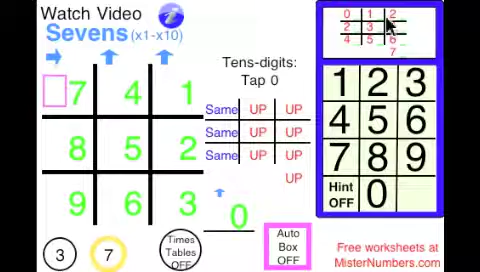 Watch Video i
Sevens (x1-x10)
0 1 2
2 3
4 5 6
7
Tens-digits:
Tap 0
7 4 1
8 5 2
9 6 3
Same UP UP
Same UP UP
Same UP UP
UP
0
1 2 3
4 5 6
7 8 9
Hint
OFF
0
3
7
Times
Tables
OFF
Auto
Box
OFF
Free worksheets at
MisterNumbers.com